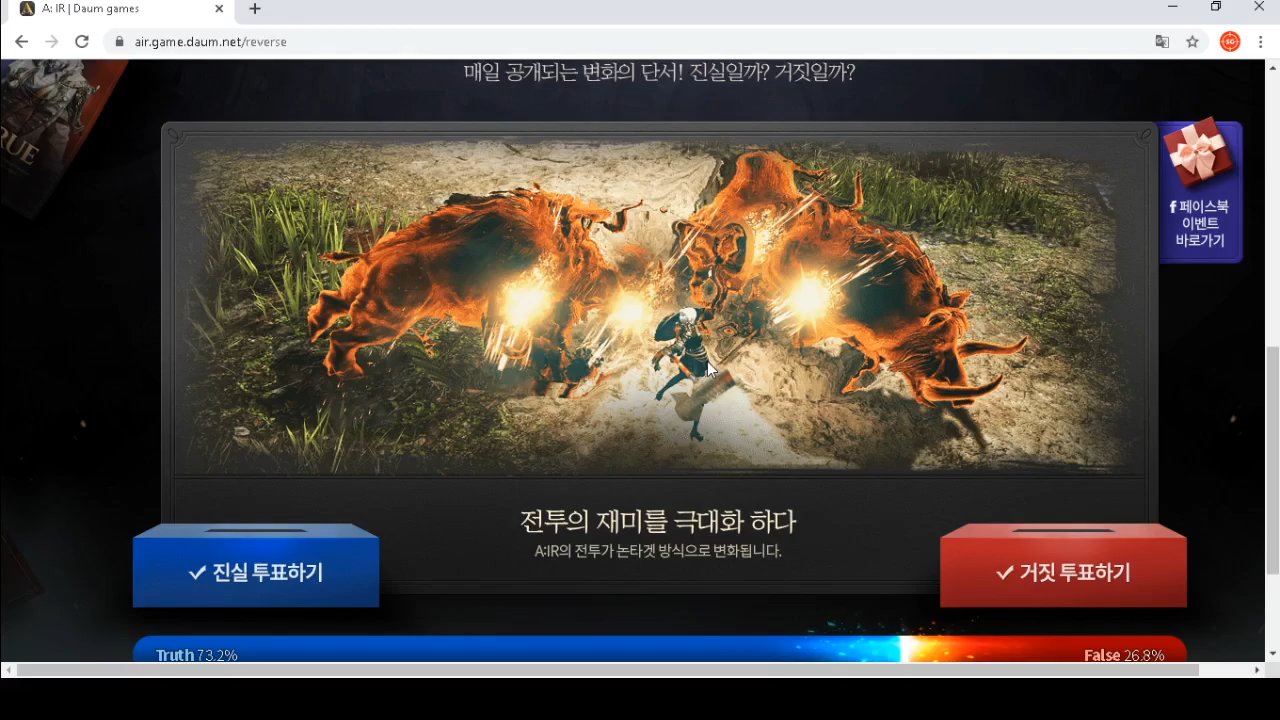 A: IR | Daum games
air.game.daum.net/reverse
매일 공개되는 변화의 단서! 진실일까? 거짓일까?
RUE
페이스북
이벤트
바로가기
전투의 재미를 극대화 하다
A:IR의 전투가 논타겟 방식으로 변화됩니다.
진실 투표하기
거짓 투표하기
Truth 73.2%
False 26.8%